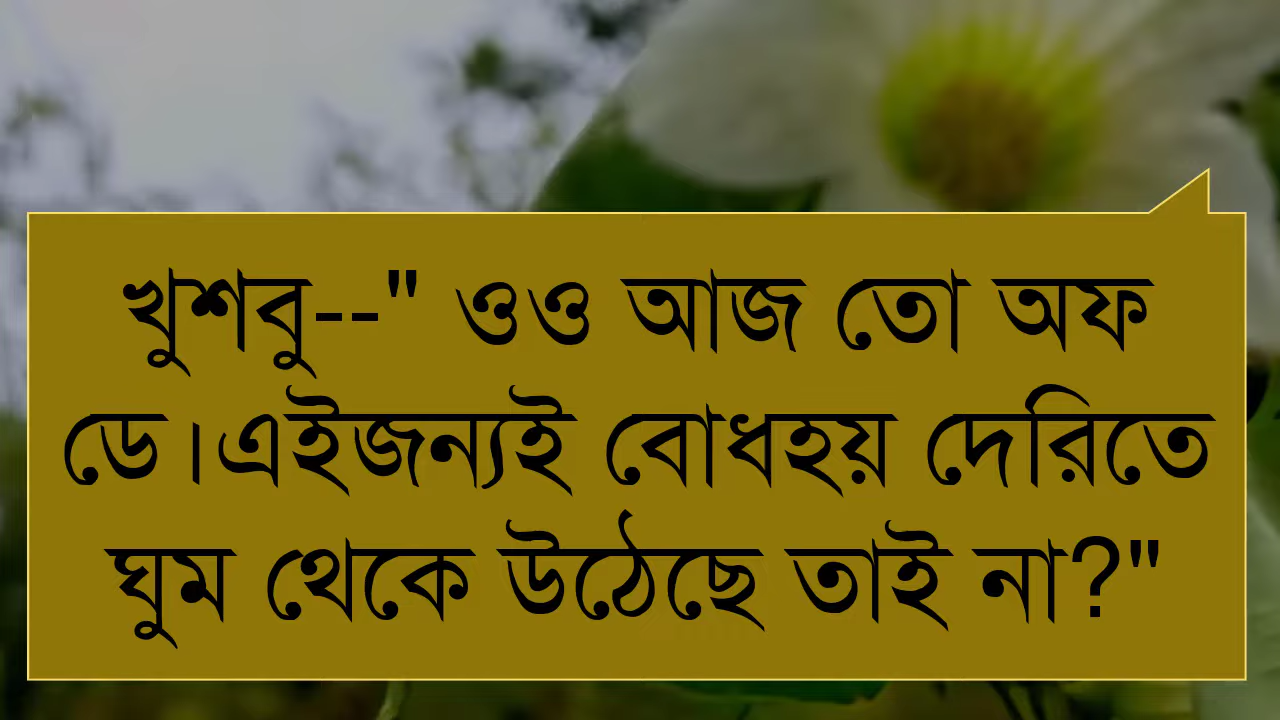 খুশবু--" ওও আজ তো অফ
ডে।এইজন্যই বোধহয় দেরিতে
ঘুম থেকে উঠেছে তাই না?"